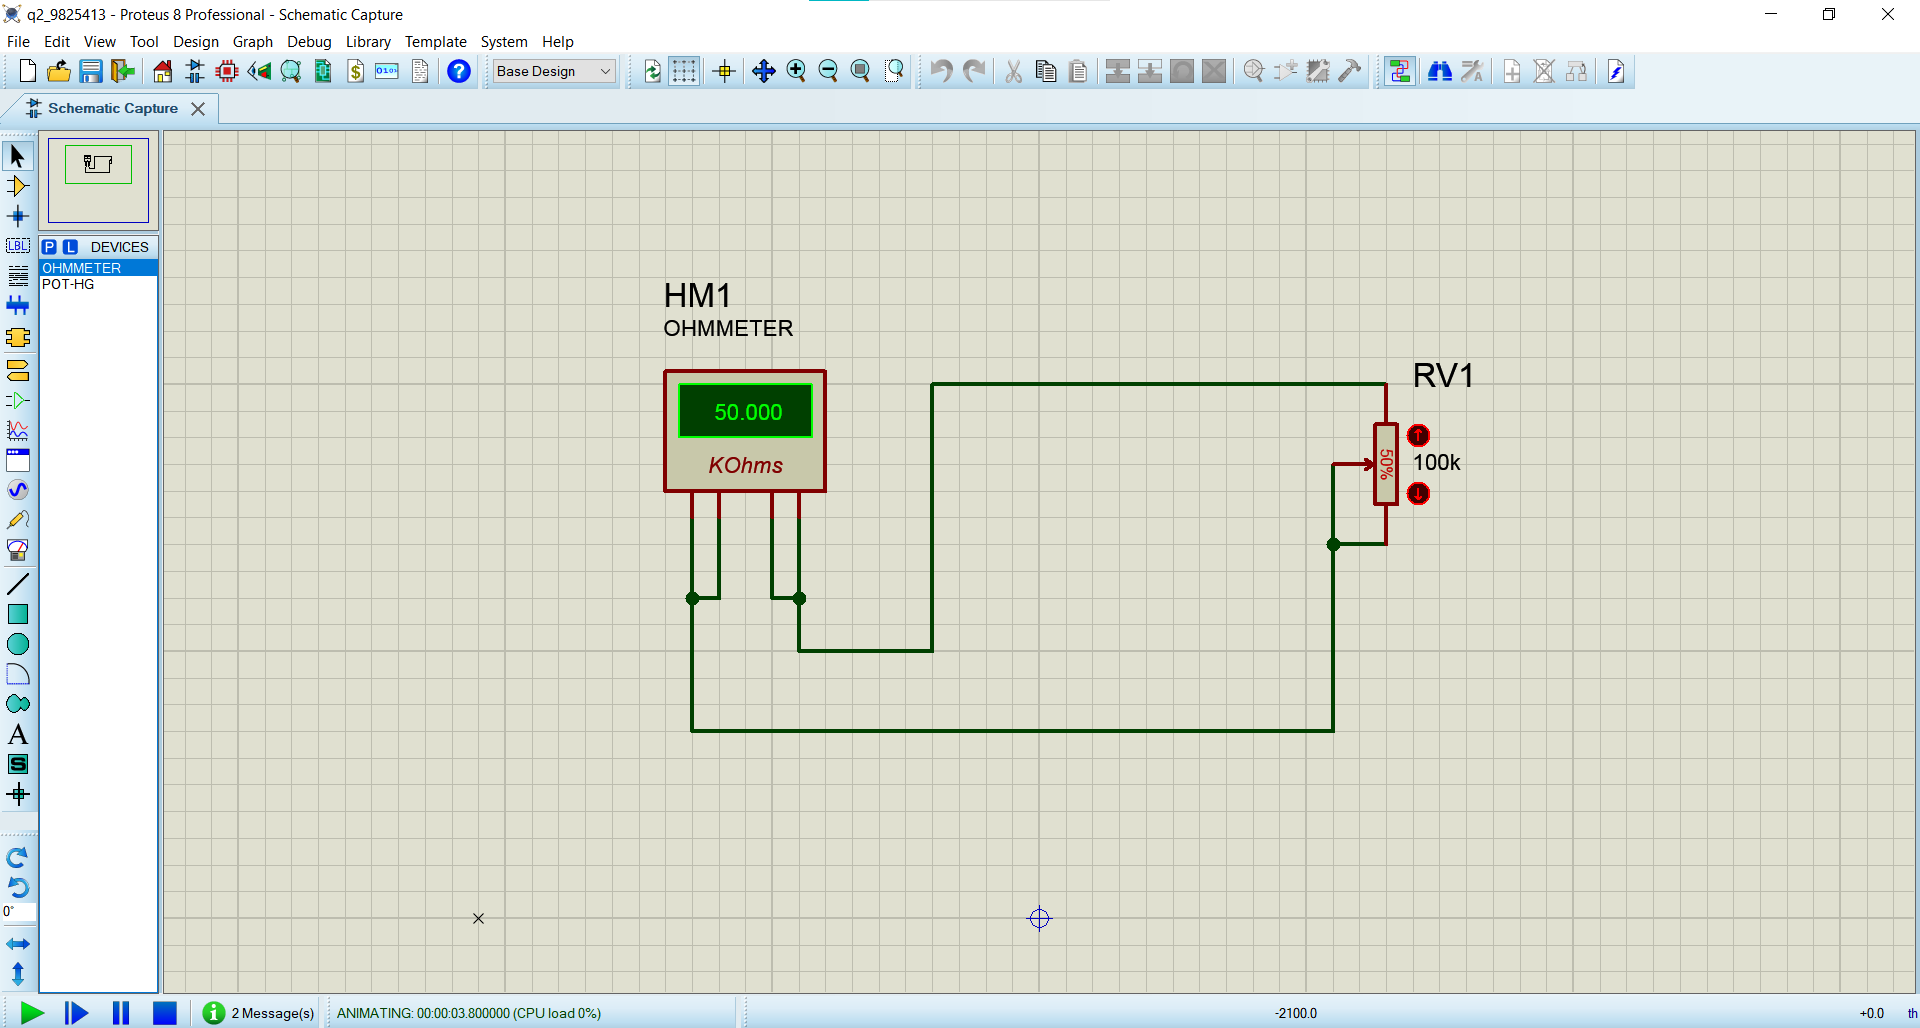 q2_9825413 - Proteus 8 Professional - Schematic Capture
File Edit View Tool Design Graph Debug Library Template System Help
Base Design
Schematic Capture
P L DEVICES
OHMMETER
POT-HG
LBL
A
S
0°
HM1
OHMMETER
50.000
KOhms
RV1
50%
100k
2 Message(s)
ANIMATING: 00:00:03.800000 (CPU load 0%)
-2100.0
+0.0
th